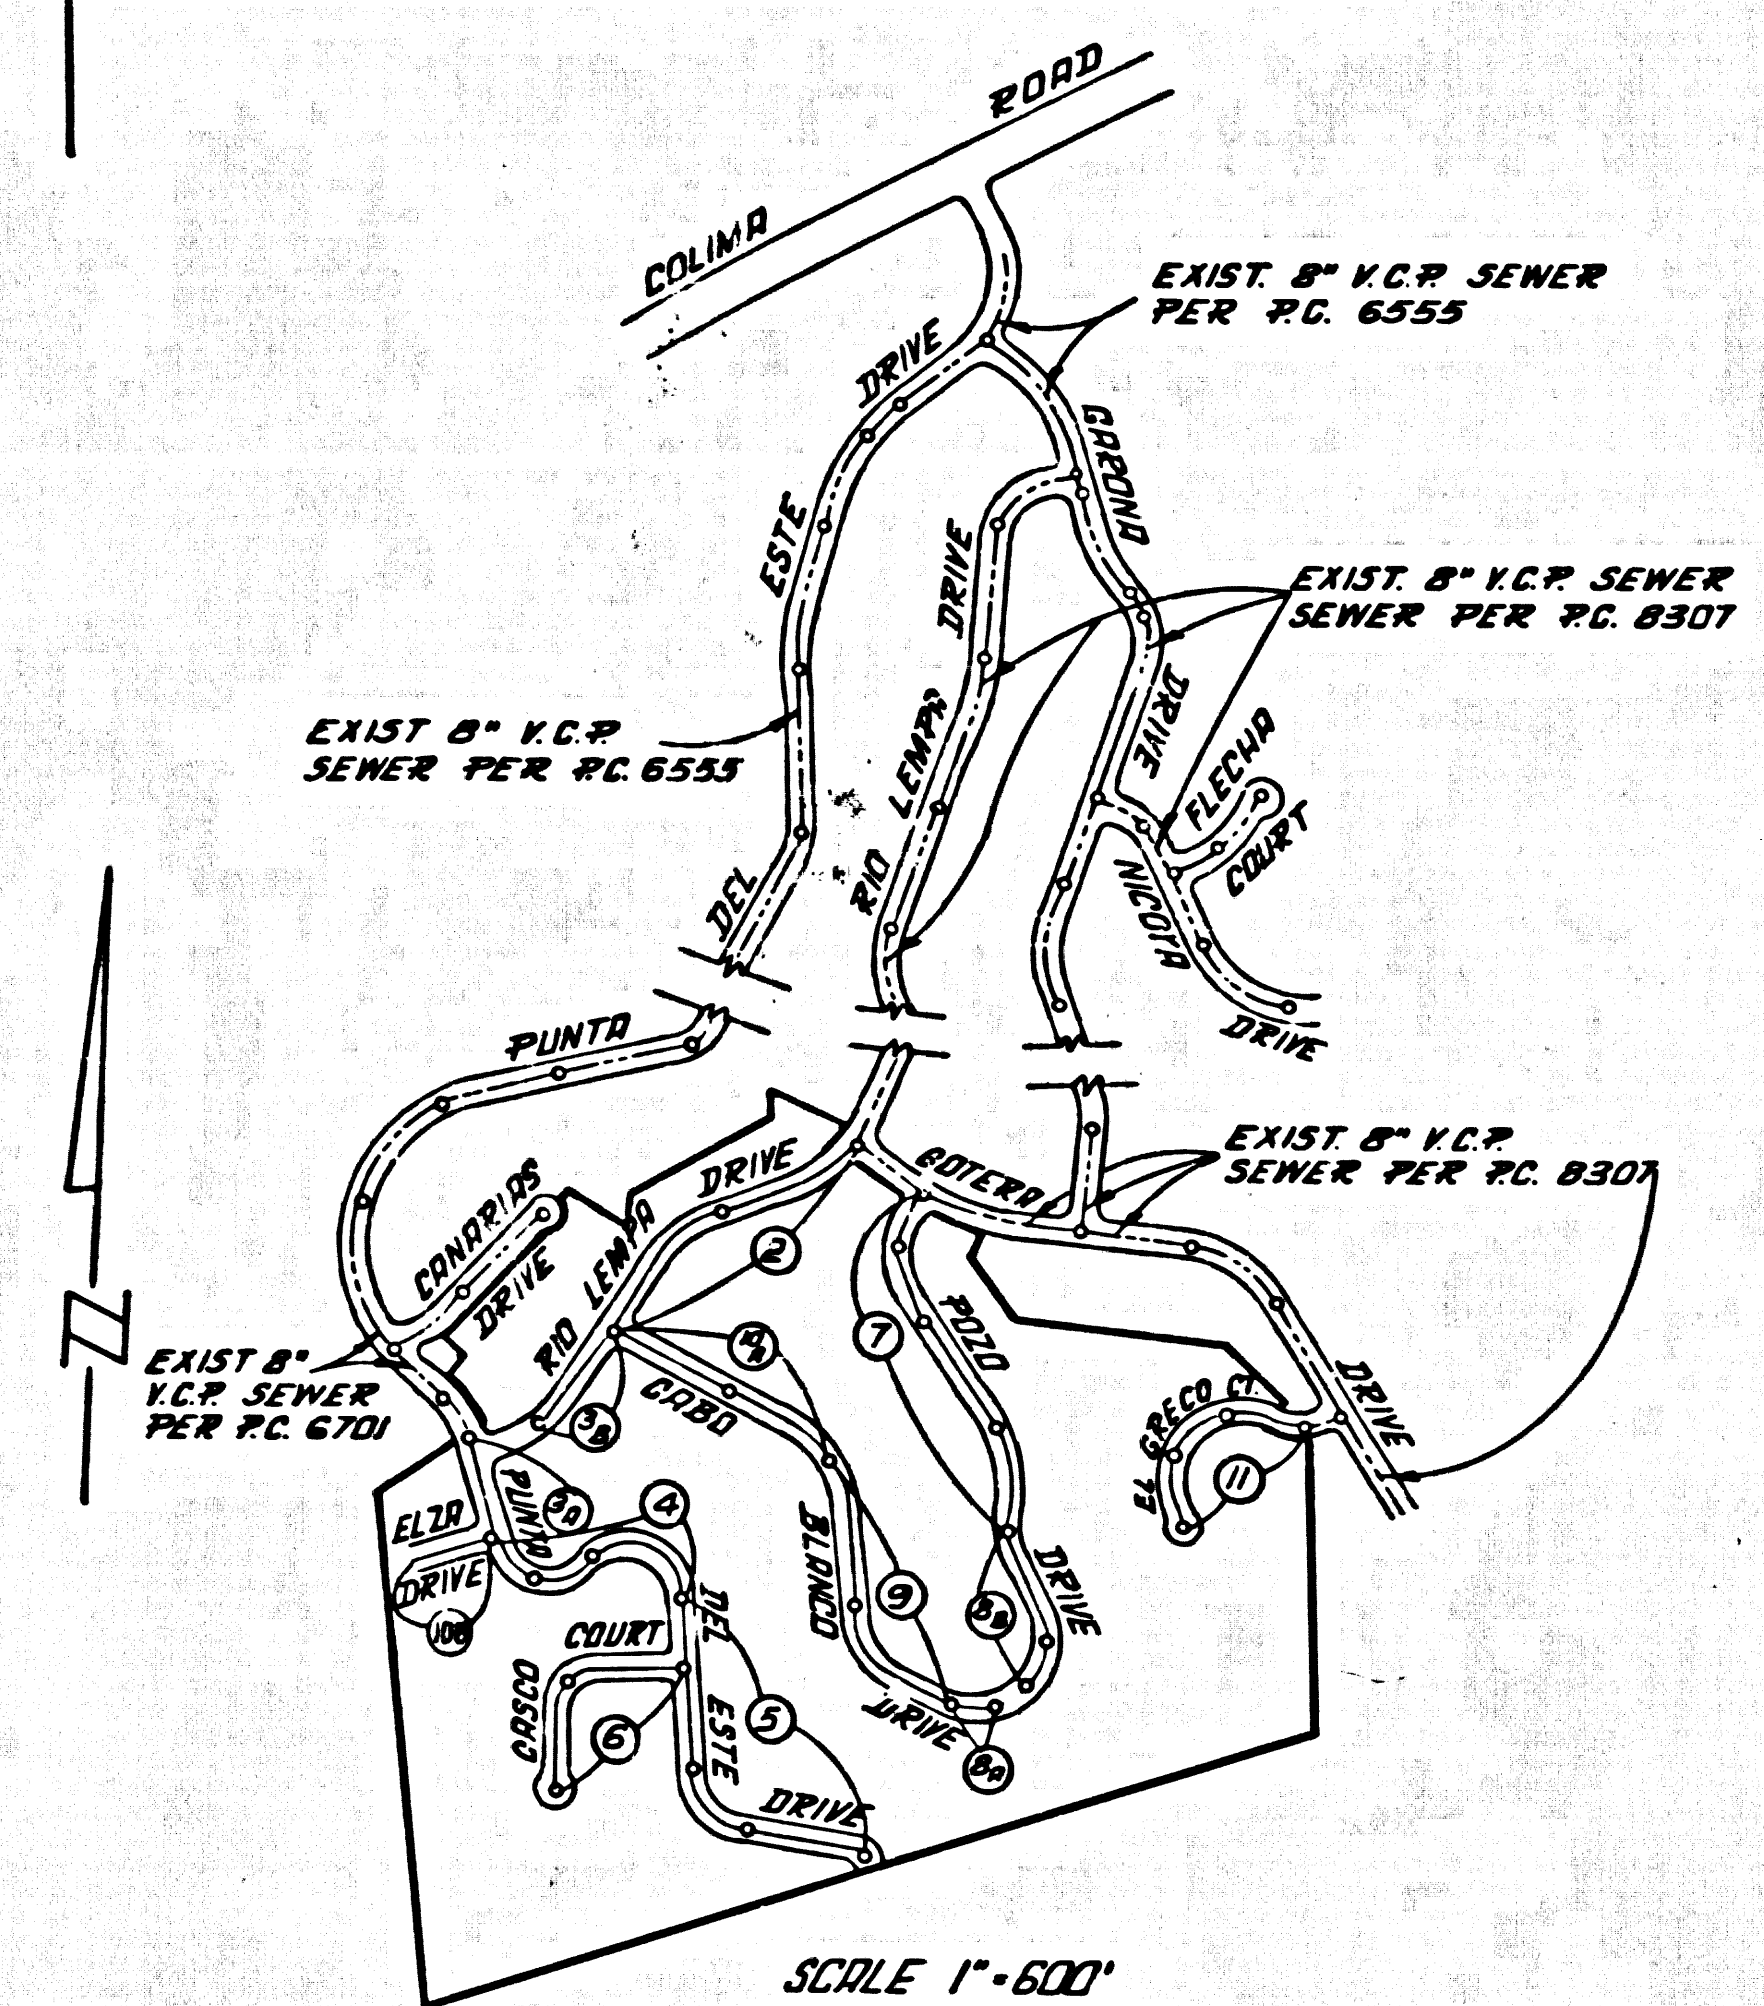 COLIMA ROAD
EXIST. 8" V.C.P. SEWER
PER P.C. 6555
DRIVE
GARONA
ESTE
DRIVE
EXIST. 8" V.C.P. SEWER
SEWER PER P.C. 8307
DRIVE
LEMPA
FLECHA
EXIST 8" V.C.P.
SEWER PER P.C. 6555
COURT
RIO
DEL
NICOYA
DRIVE
PUNTA
EXIST. 8" V.C.P.
SEWER PER P.C. 8307
GOTERA
DRIVE
CANARIAS
DRIVE
LEMPA
RIO
2
N
7
POZO
10A
EXIST 8"
V.C.P. SEWER
PER P.C. 6701
CABO
3B
DRIVE
EL GRECO CT.
11
ELZA
PUNTA
3A
4
DRIVE
BLANCO
DRIVE
9
8B
10B
COURT
DEL
CASCO
6
ESTE
5
DRIVE
8A
DRIVE
SCALE 1"=600'